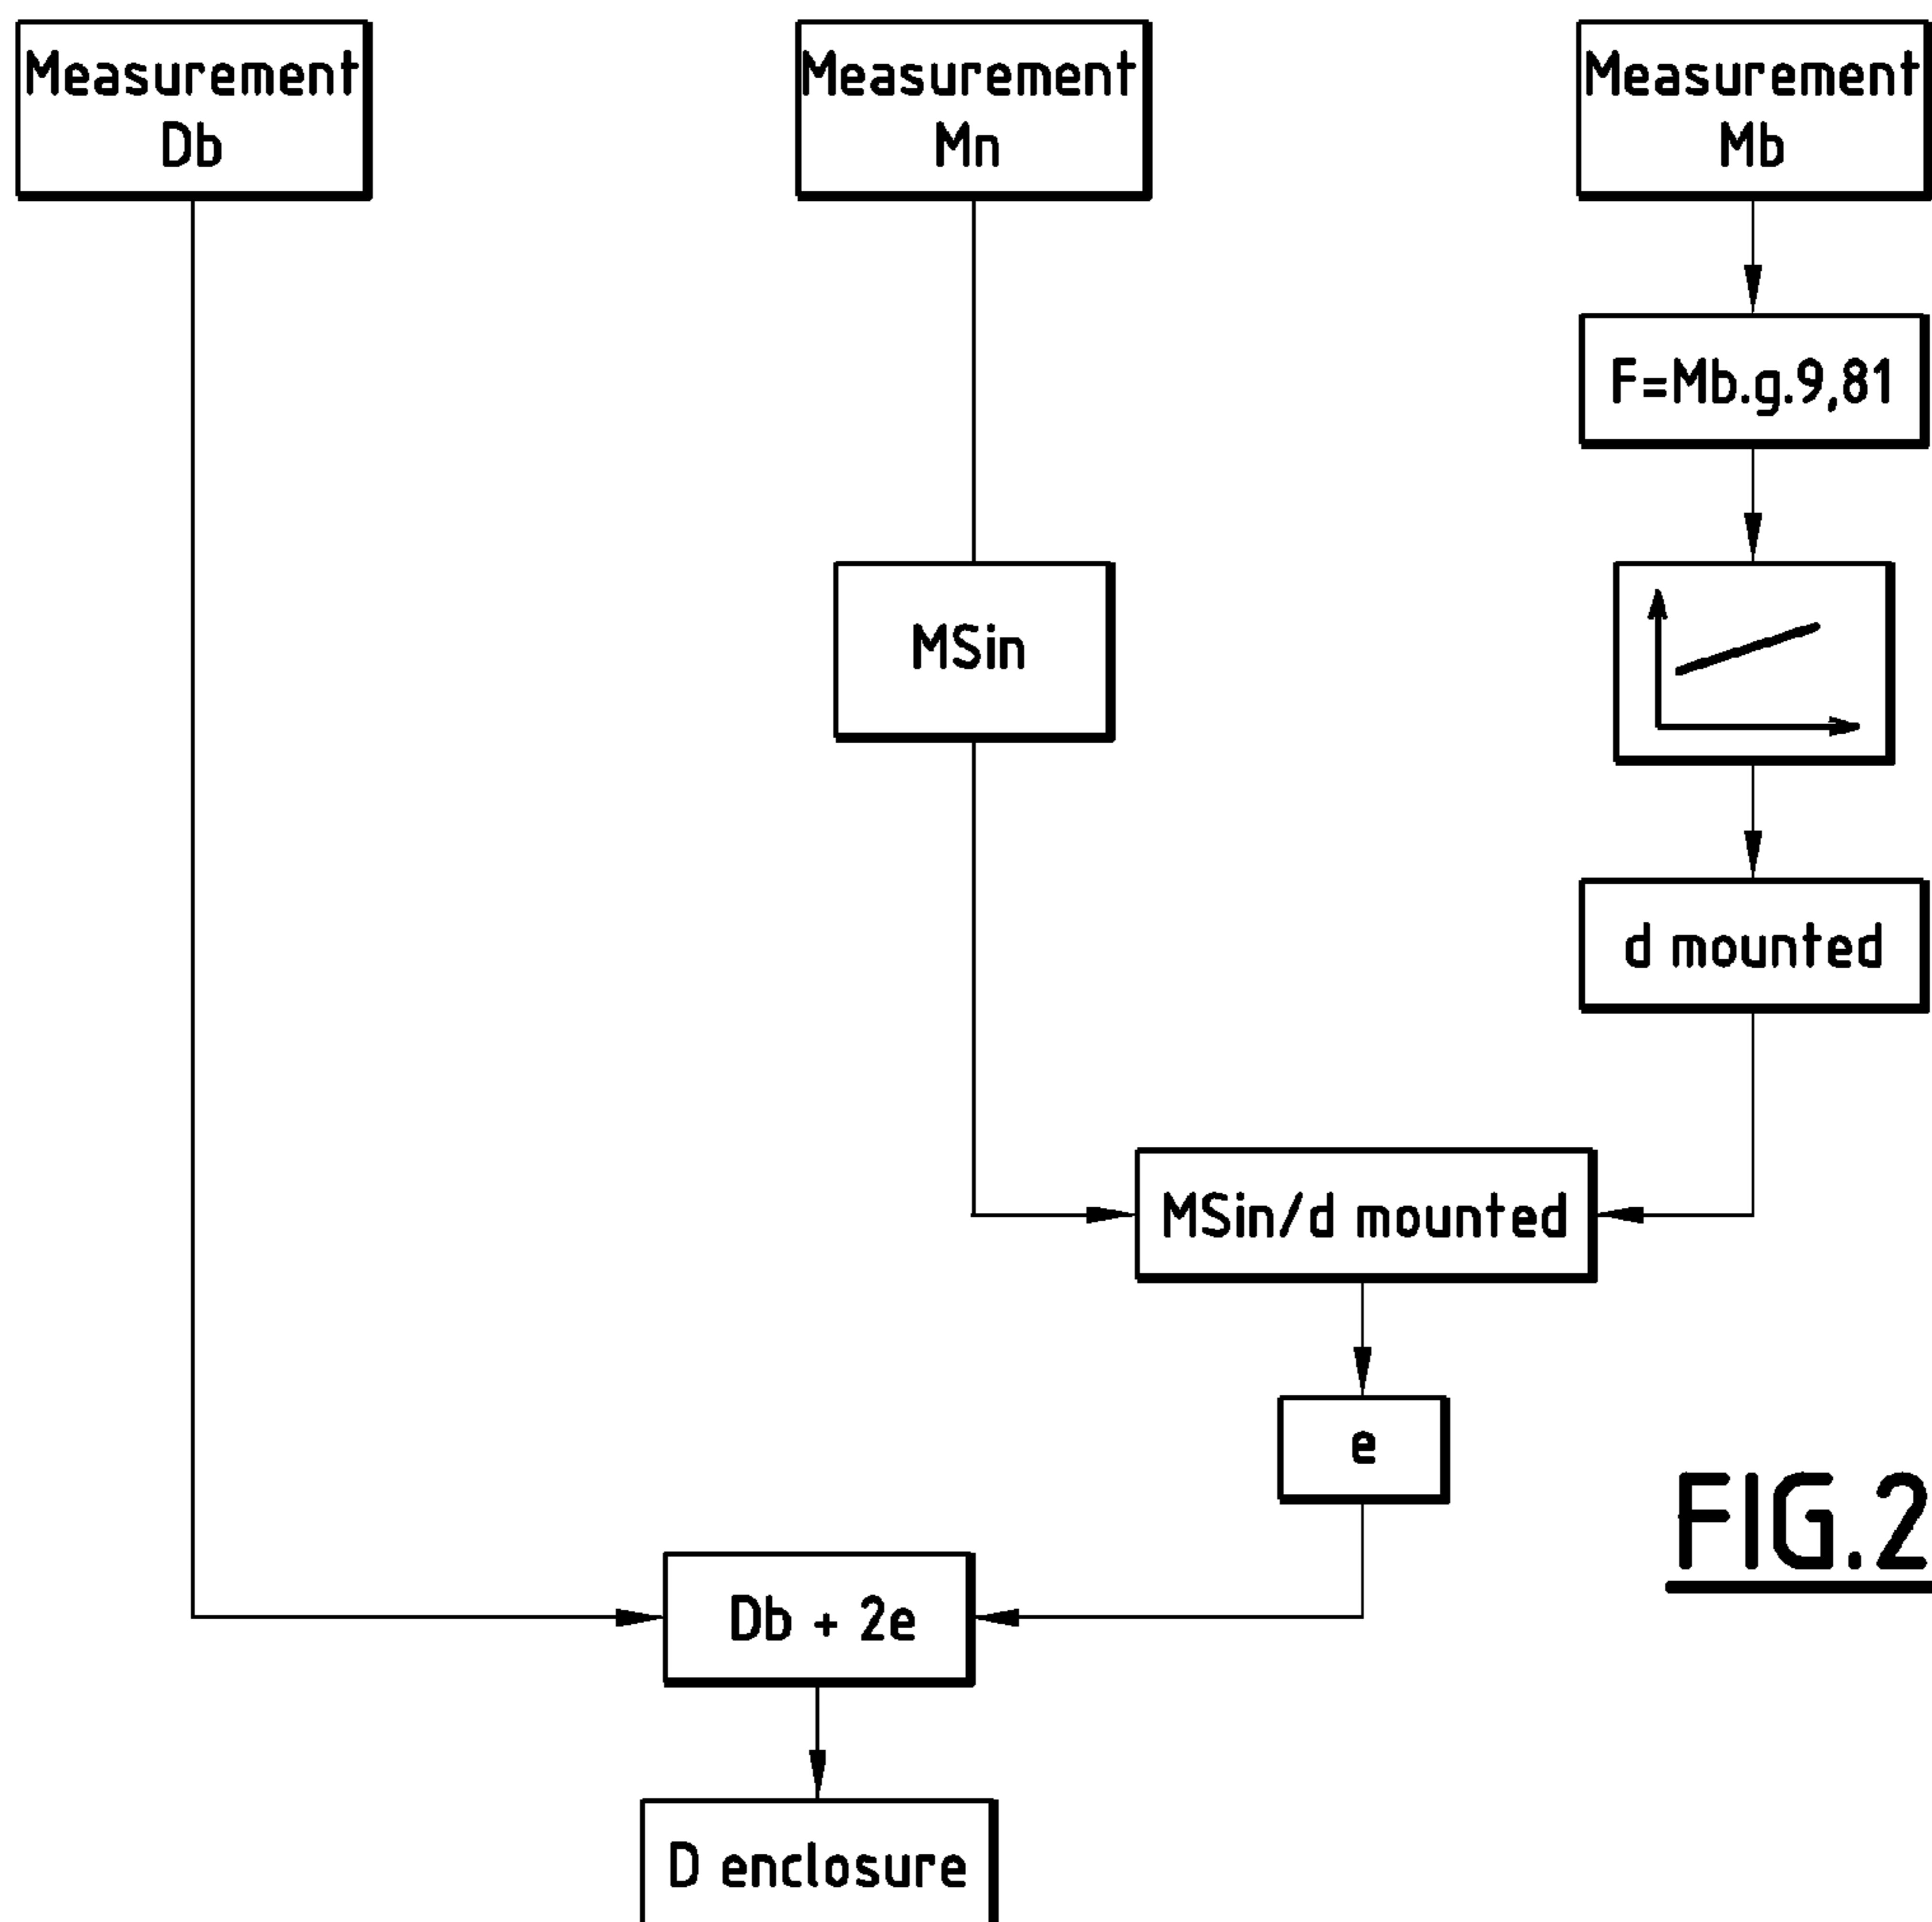 Measurement
Db
Measurement
Mn
Measurement
Mb
F=Mb.g.9,81
MSin
d mounted
MSin/d mounted
e
FIG.2
Db + 2e
D enclosure